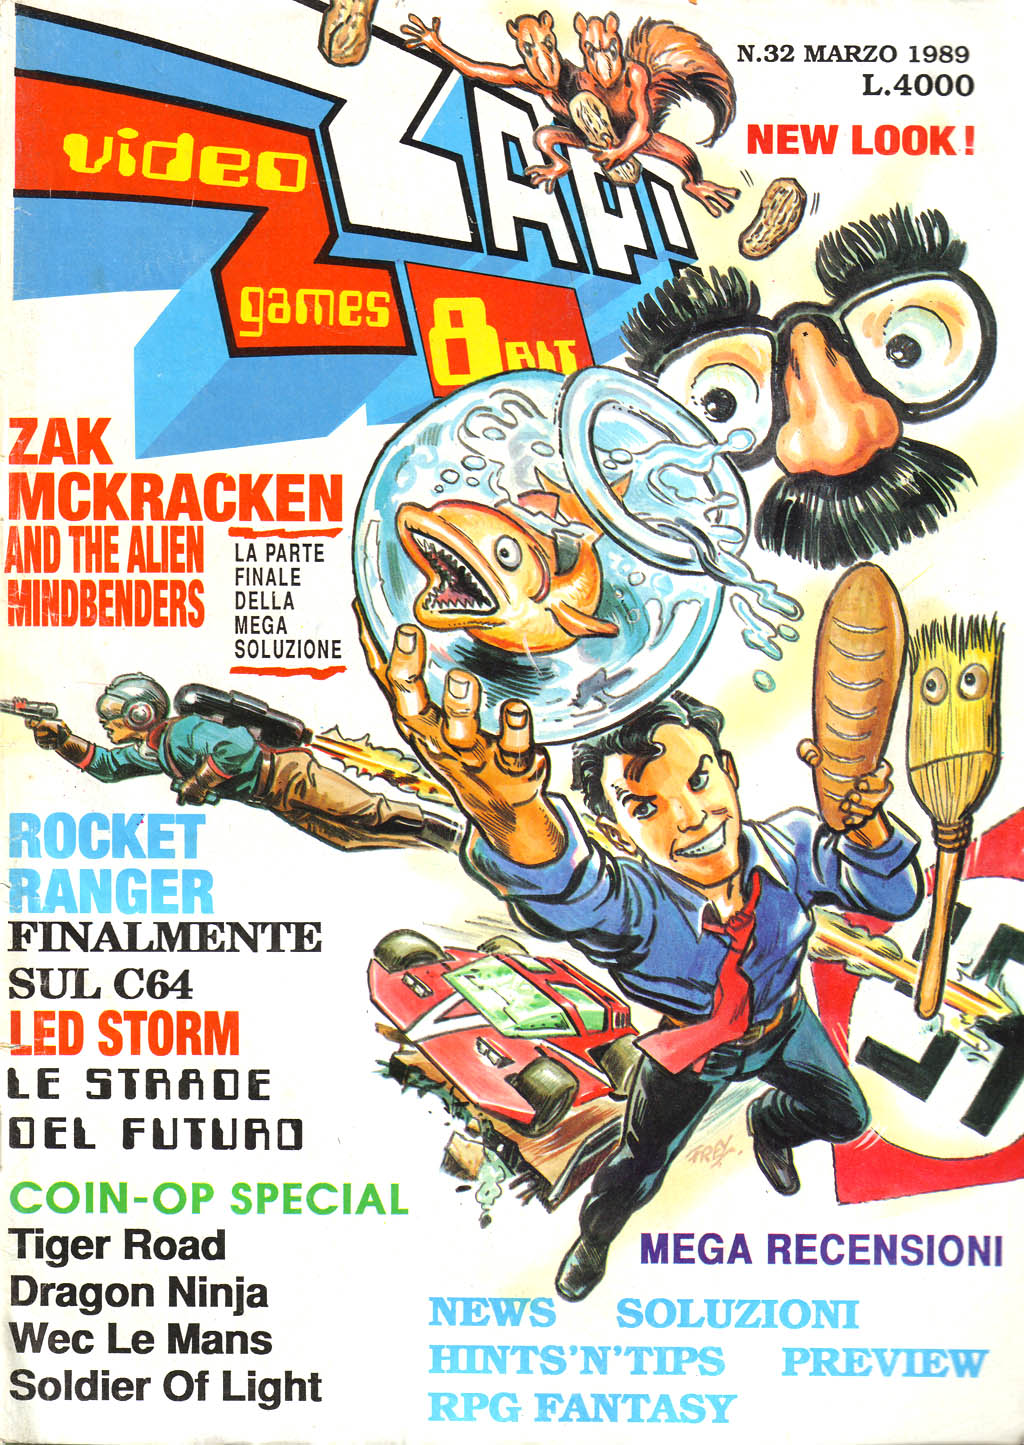 N.32 MARZO 1989
L.4000
NEW LOOK!
ZAP!
video
games
8 BIT
ZAK
MCKRACKEN
AND THE ALIEN
MINDBENDERS
LA PARTE
FINALE
DELLA
MEGA
SOLUZIONE
ROCKET
RANGER
FINALMENTE
SUL C64
LED STORM
LE STRADE
DEL FUTURO
COIN-OP SPECIAL
Tiger Road
Dragon Ninja
Wec Le Mans
Soldier Of Light
FREY
MEGA RECENSIONI
NEWS SOLUZIONI
HINTS'N'TIPS PREVIEW
RPG FANTASY